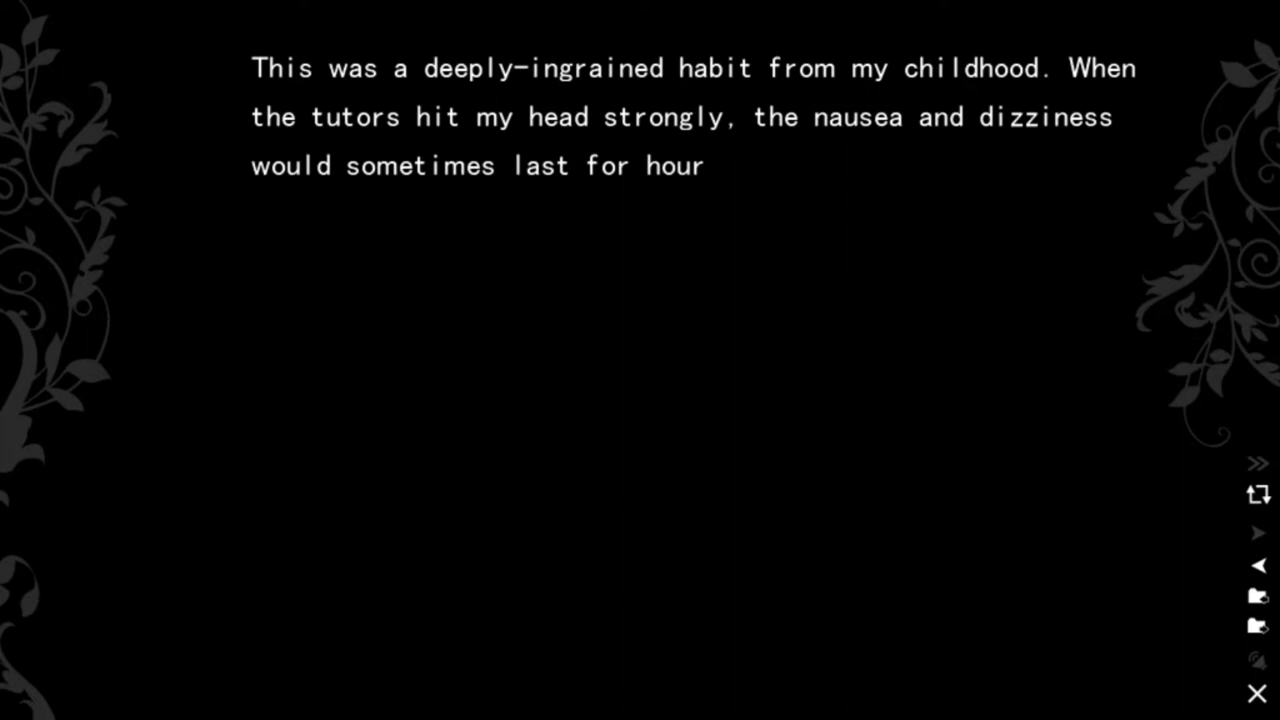 This was a deeply-ingrained habit from my childhood. When
the tutors hit my head strongly, the nausea and dizziness
would sometimes last for hour